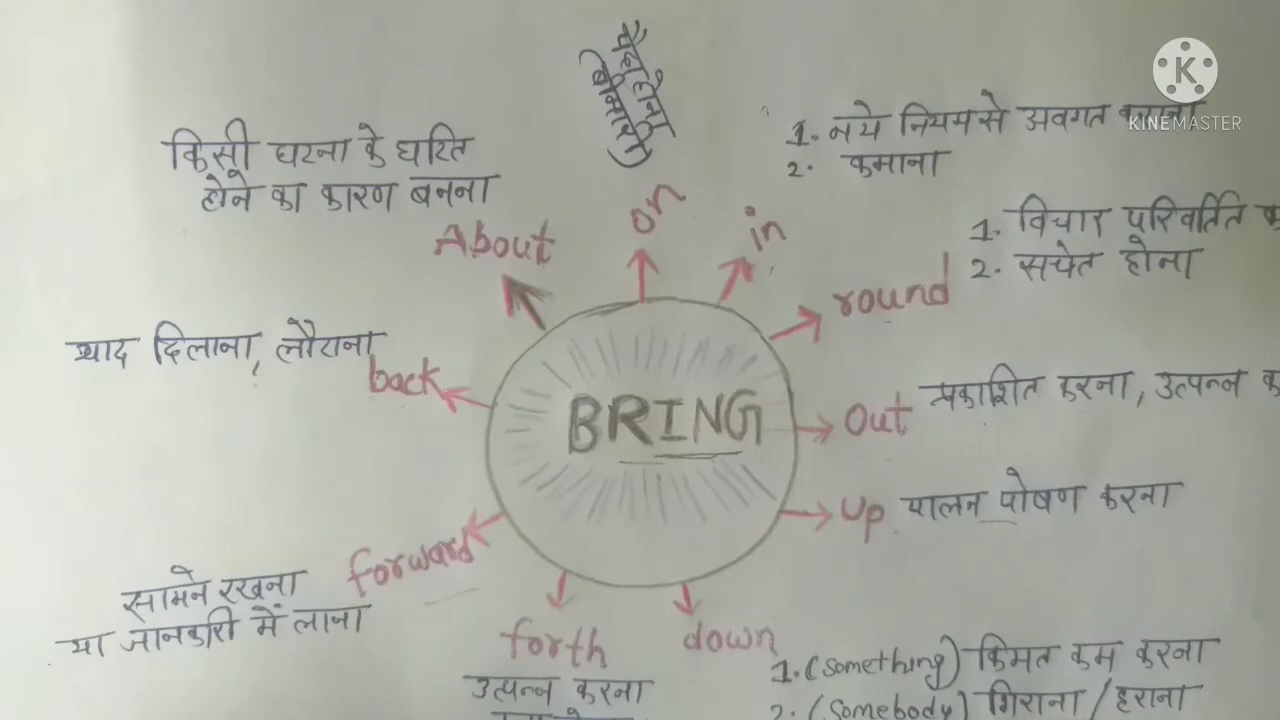 पैदा होना
(बीमारी)
K
KINEMASTER
1. नये नियम से अवगत कराना
2. कमाना
किसी घटना के घटित
होने का कारण बनना
on
in
About
1. विचार परिवर्तित
2. सचेत होना
round
याद दिलाना, लौटाना
back
BRING
Out प्रकाशित करना, उत्पन्न
up पालन पोषण करना
forward
सामने रखना
या जानकारी में लाना
forth
उत्पन्न करना
down
1. (something) किमत कम करना
2. (somebody) गिराना / हराना